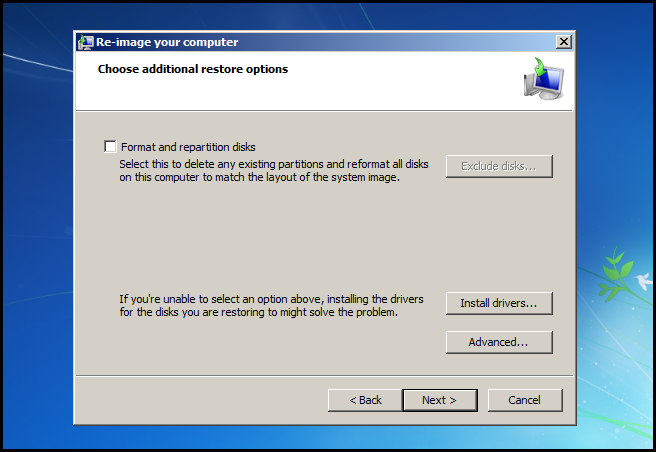 Re-image your computer
Choose additional restore options
Format and repartition disks
Select this to delete any existing partitions and reformat all disks
on this computer to match the layout of the system image.
Exclude disks...
If you're unable to select an option above, installing the drivers
for the disks you are restoring to might solve the problem.
Install drivers...
Advanced...
< Back
Next >
Cancel